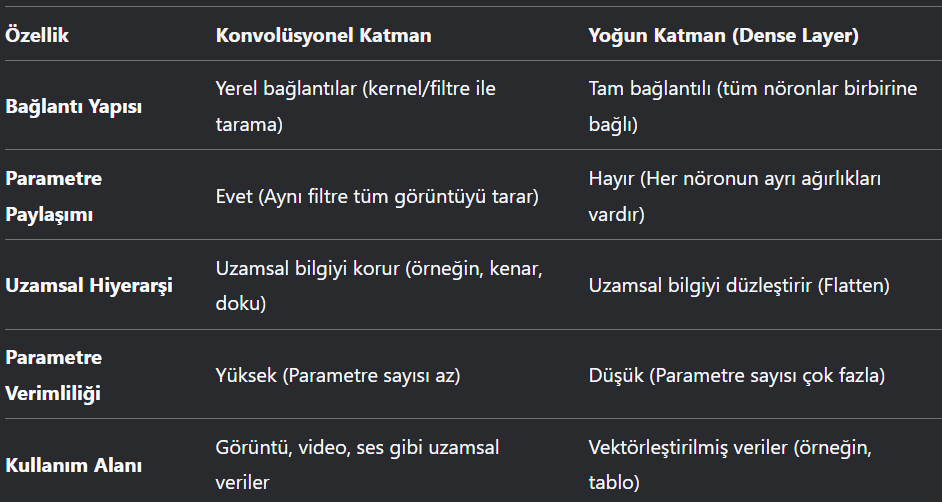 Özellik Konvolüsyonel Katman Yoğun Katman (Dense Layer)
Bağlantı Yapısı
Yerel bağlantılar (kernel/filtre ile
tarama)
Tam bağlantılı (tüm nöronlar birbirine
bağlı)
Parametre
Paylaşımı
Evet (Aynı filtre tüm görüntüyü tarar)
Hayır (Her nöronun ayrı ağırlıkları
vardır)
Uzamsal Hiyerarşi
Uzamsal bilgiyi korur (örneğin, kenar,
doku)
Uzamsal bilgiyi düzleştirir (Flatten)
Parametre
Verimliliği
Yüksek (Parametre sayısı az)
Düşük (Parametre sayısı çok fazla)
Kullanım Alanı
Görüntü, video, ses gibi uzamsal
veriler
Vektörleştirilmiş veriler (örneğin,
tablo)